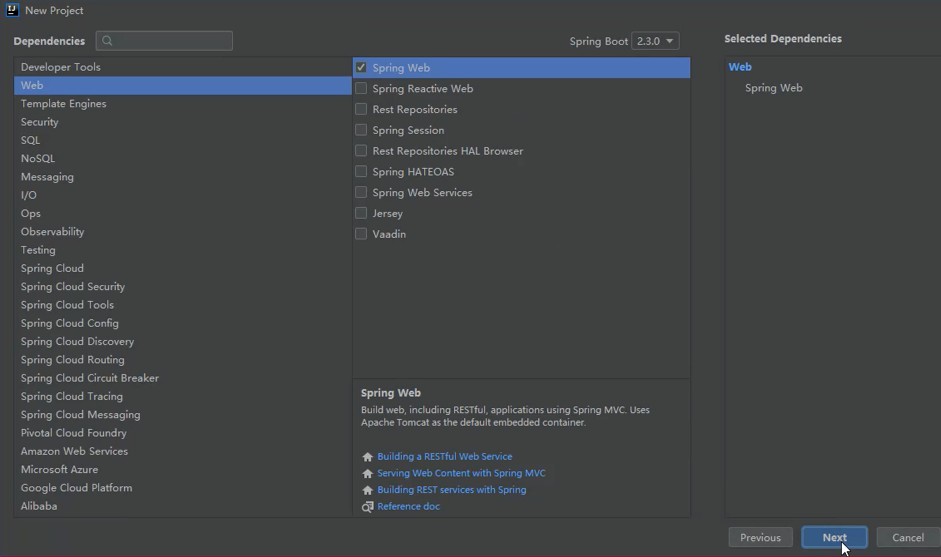 New Project
Dependencies
Spring Boot 2.3.0
Selected Dependencies
Developer Tools
Web
Template Engines
Security
SQL
NoSQL
Messaging
I/O
Ops
Observability
Testing
Spring Cloud
Spring Cloud Security
Spring Cloud Tools
Spring Cloud Config
Spring Cloud Discovery
Spring Cloud Routing
Spring Cloud Circuit Breaker
Spring Cloud Tracing
Spring Cloud Messaging
Pivotal Cloud Foundry
Amazon Web Services
Microsoft Azure
Google Cloud Platform
Alibaba
Spring Web
Spring Reactive Web
Rest Repositories
Spring Session
Rest Repositories HAL Browser
Spring HATEOAS
Spring Web Services
Jersey
Vaadin
Spring Web
Build web, including RESTful, applications using Spring MVC. Uses
Apache Tomcat as the default embedded container.
Building a RESTful Web Service
Serving Web Content with Spring MVC
Building REST services with Spring
Reference doc
Web
Spring Web
Previous
Next
Cancel